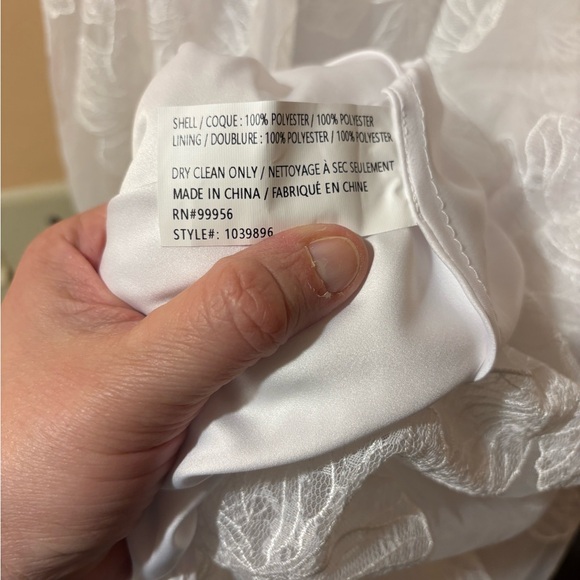 SHELL / COQUE : 100% POLYESTER / 100% POLYESTER
LINING / DOUBLURE : 100% POLYESTER / 100% POLYESTER
DRY CLEAN ONLY / NETTOYAGE À SEC SEULEMENT
MADE IN CHINA / FABRIQUÉ EN CHINE
RN#99956
STYLE#: 1039896